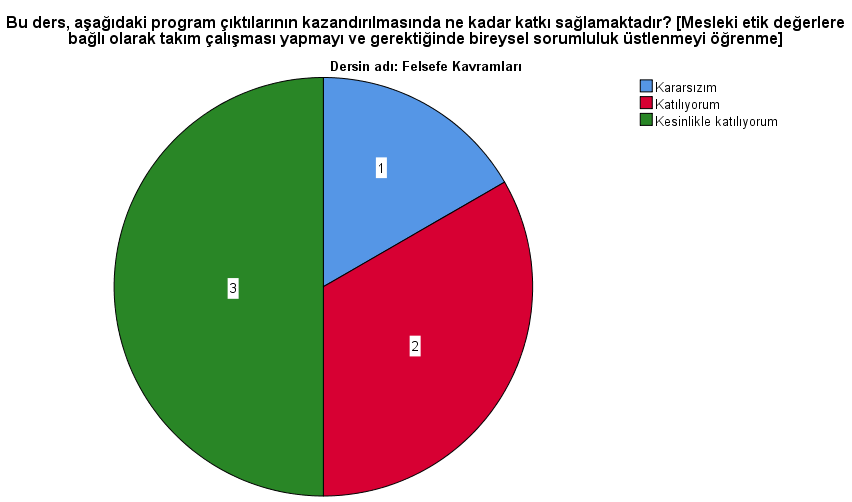 Bu ders, aşağıdaki program çıktılarının kazandırılmasında ne kadar katkı sağlamaktadır? [Mesleki etik değerlere
bağlı olarak takım çalışması yapmayı ve gerektiğinde bireysel sorumluluk üstlenmeyi öğrenme]
Dersin adı: Felsefe Kavramları
Kararsızım
Katılıyorum
Kesinlikle katılıyorum
1
3
2